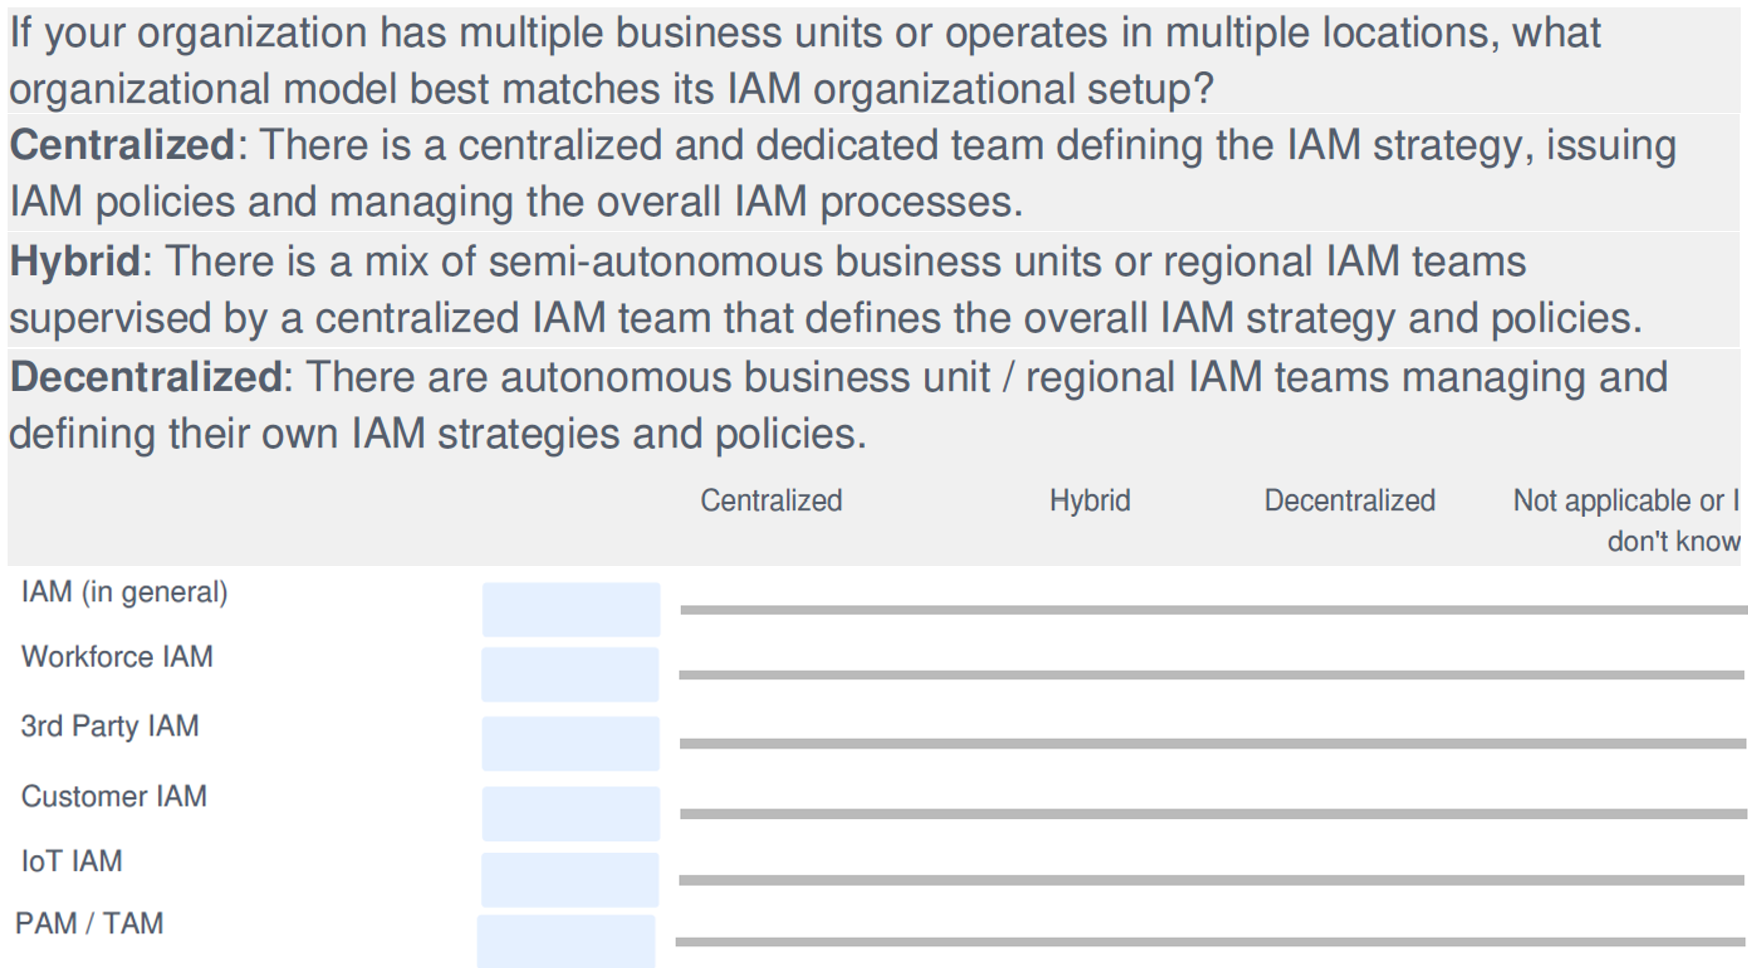 If your organization has multiple business units or operates in multiple locations, what
organizational model best matches its IAM organizational setup?
Centralized: There is a centralized and dedicated team defining the IAM strategy, issuing
IAM policies and managing the overall IAM processes.
Hybrid: There is a mix of semi-autonomous business units or regional IAM teams
supervised by a centralized IAM team that defines the overall IAM strategy and policies.
Decentralized: There are autonomous business unit / regional IAM teams managing and
defining their own IAM strategies and policies.
Centralized Hybrid Decentralized Not applicable or I
don't know
IAM (in general)
Workforce IAM
3rd Party IAM
Customer IAM
IoT IAM
PAM / TAM